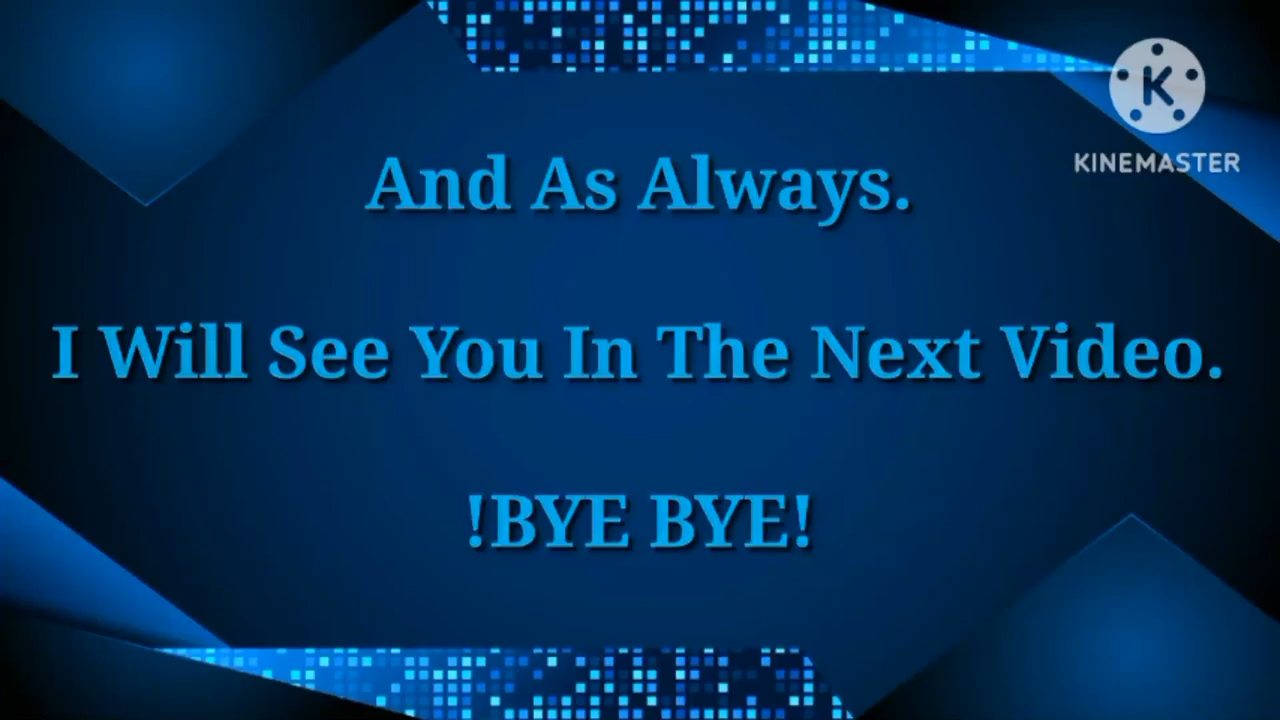 K
KINEMASTER
And As Always.
I Will See You In The Next Video.
!BYE BYE!